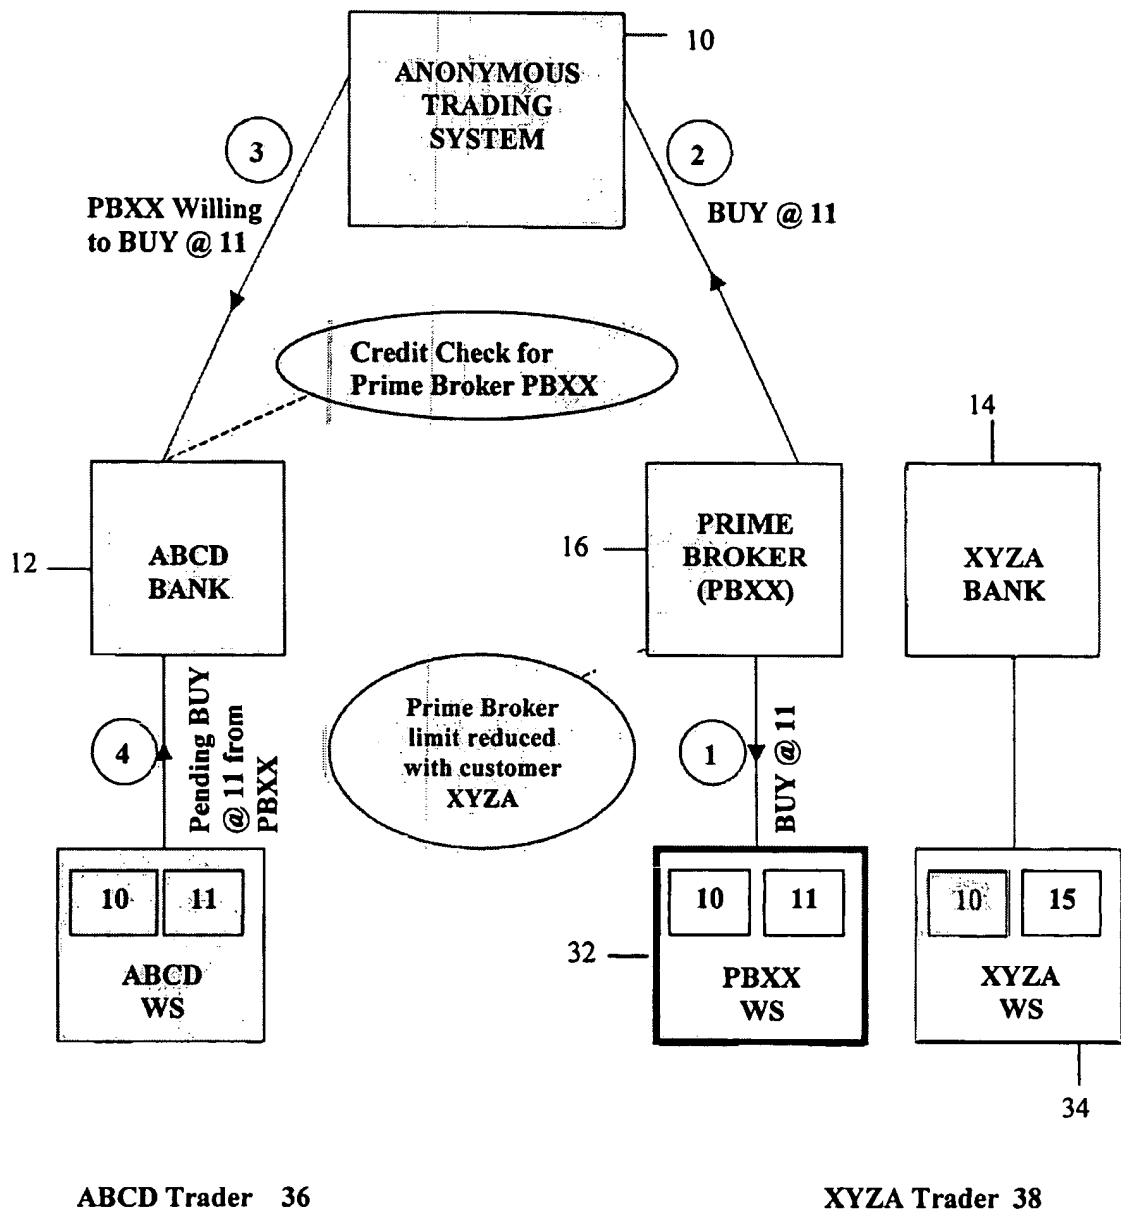 10
ANONYMOUS
TRADING
SYSTEM
3
2
PBXX Willing
to BUY @ 11
BUY @ 11
Credit Check for
Prime Broker PBXX
14
12
ABCD
BANK
16
PRIME
BROKER
(PBXX)
XYZA
BANK
4
Pending BUY
@ 11 from
PBXX
Prime Broker
limit reduced
with customer
XYZA
1
BUY @ 11
10
11
ABCD
WS
32
10
11
PBXX
WS
10
15
XYZA
WS
34
ABCD Trader 36
XYZA Trader 38